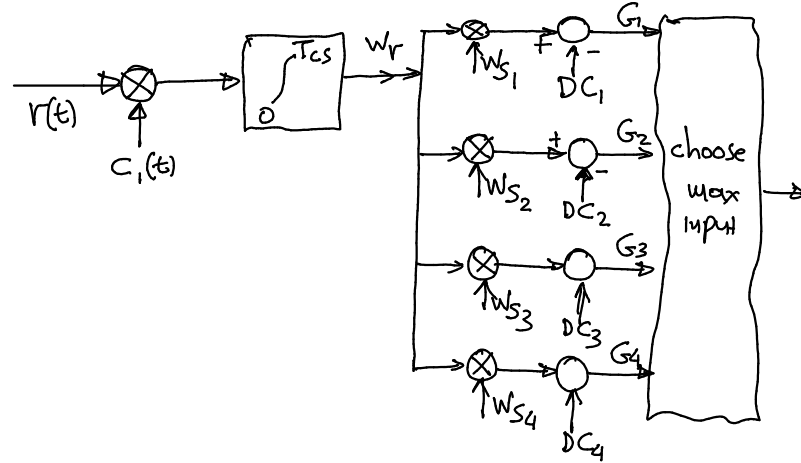 r(t)
C₁(t)
Tcs
0
Wr
WS₁
+
-
DC₁
G₁
WS₂
+
-
DC₂
G₂
WS₃
DC₃
G₃
WS₄
DC₄
G₄
choose
max
input